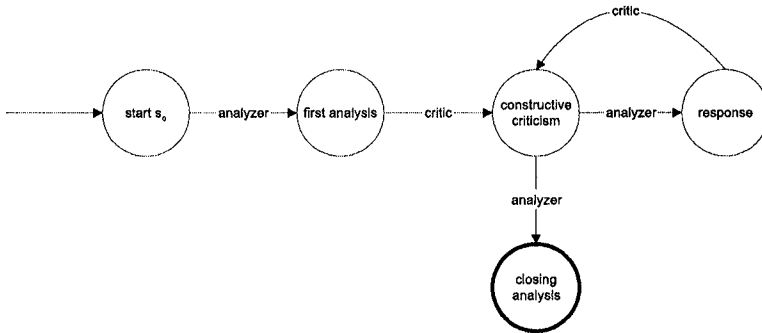 critic
start s₀
analyzer
first analysis
critic
constructive
criticism
analyzer
response
analyzer
closing
analysis